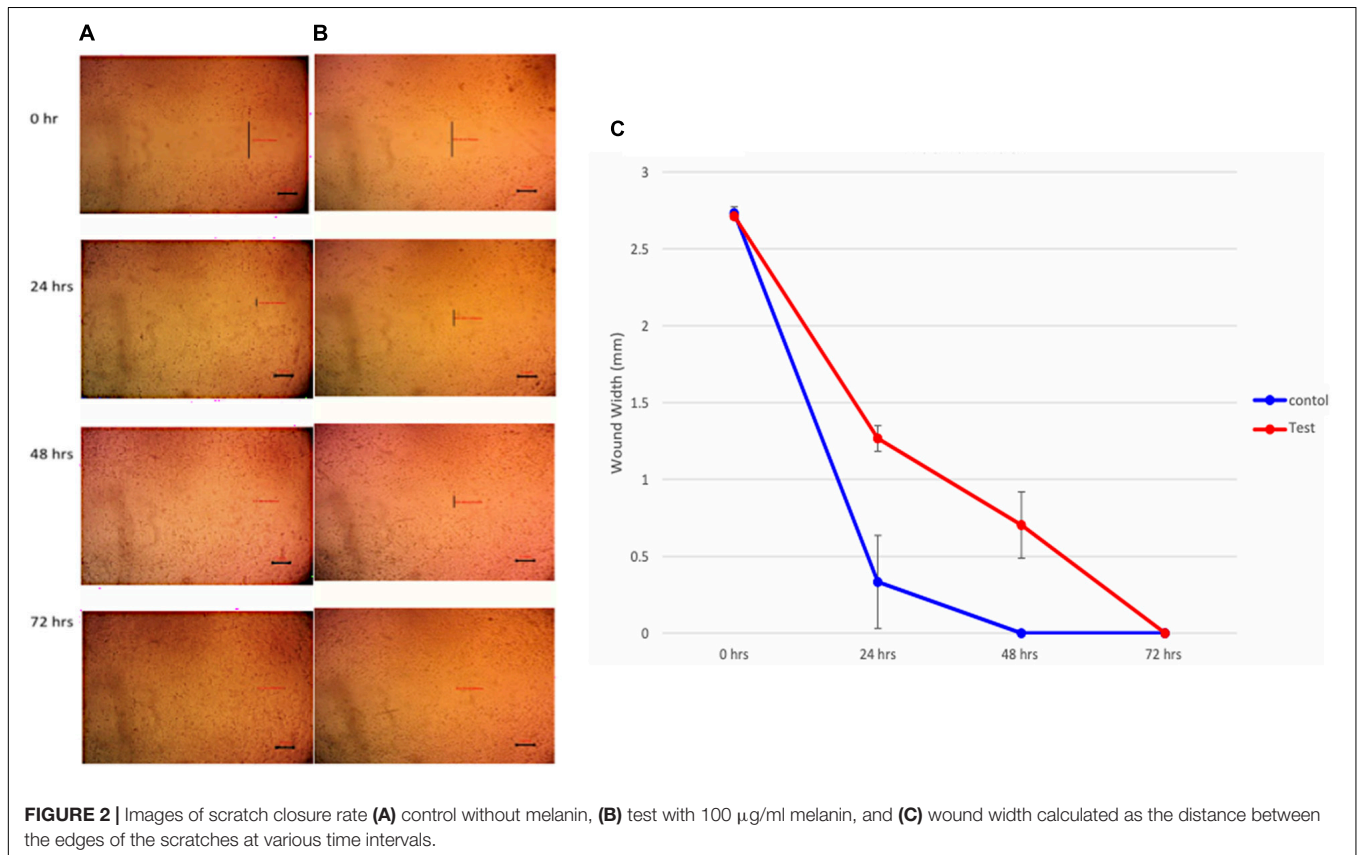 A
B
0 hr
24 hrs
48 hrs
72 hrs
C
3
2.5
2
1.5
1
0.5
0
Wound Width (mm)
0 hrs
24 hrs
48 hrs
72 hrs
contol
Test
FIGURE 2 | Images of scratch closure rate (A) control without melanin, (B) test with 100 μg/ml melanin, and (C) wound width calculated as the distance between
the edges of the scratches at various time intervals.